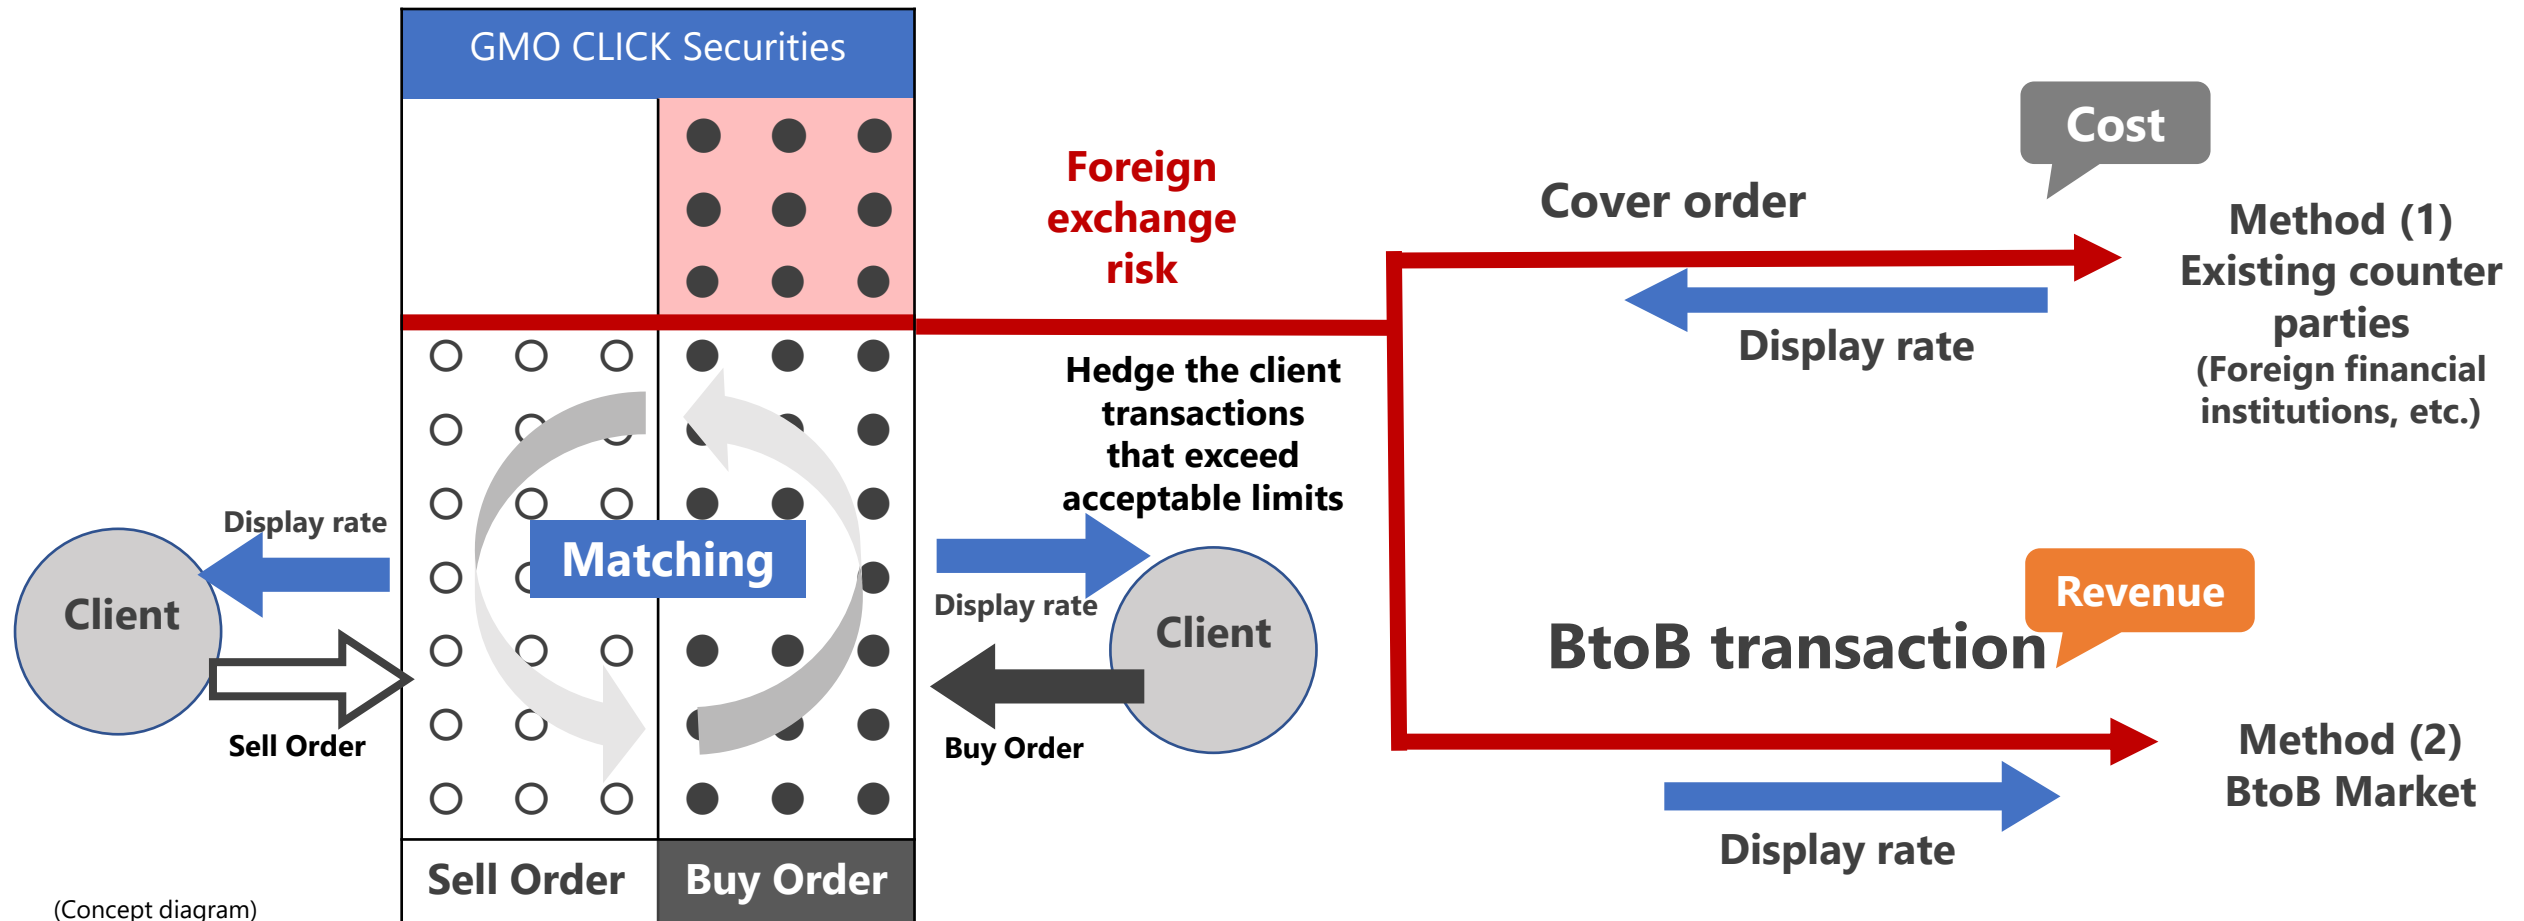 GMO CLICK Securities
Foreign
exchange
risk
Hedge the client
transactions
that exceed
acceptable limits
Cover order
Cost
Display rate
Method (1)
Existing counter
parties
(Foreign financial
institutions, etc.)
Display rate
Client
Sell Order
Matching
Display rate
Client
Buy Order
BtoB transaction
Revenue
Display rate
Method (2)
BtoB Market
Sell Order
Buy Order
(Concept diagram)